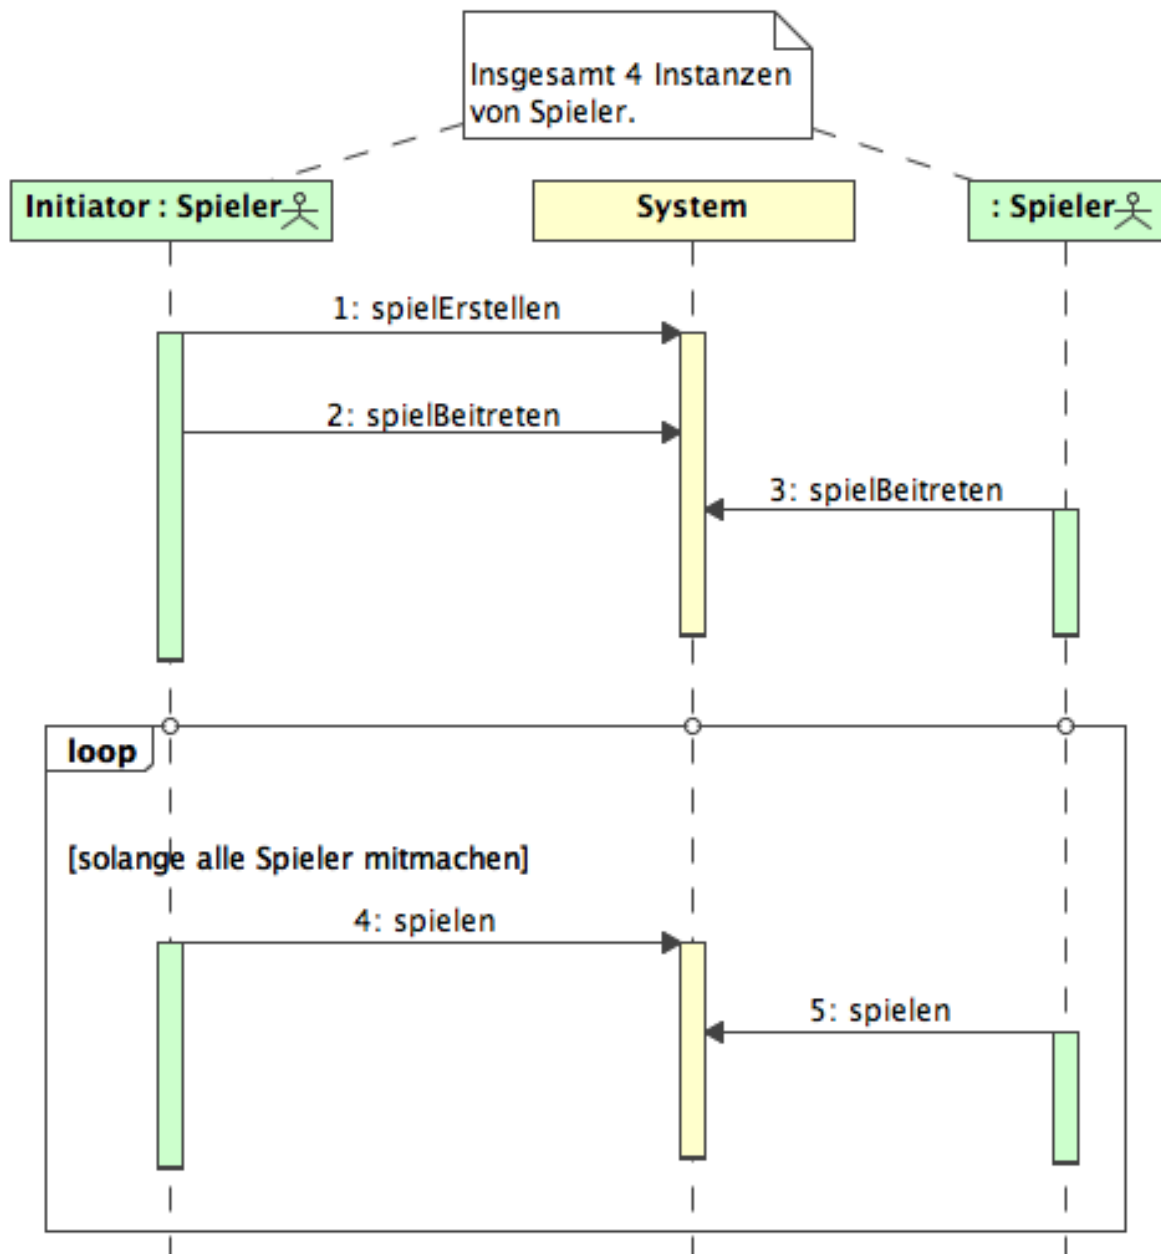 Insgesamt 4 Instanzen
von Spieler.
Initiator : Spieler
System
: Spieler
1: spielErstellen
2: spielBeitreten
3: spielBeitreten
loop
[solange alle Spieler mitmachen]
4: spielen
5: spielen